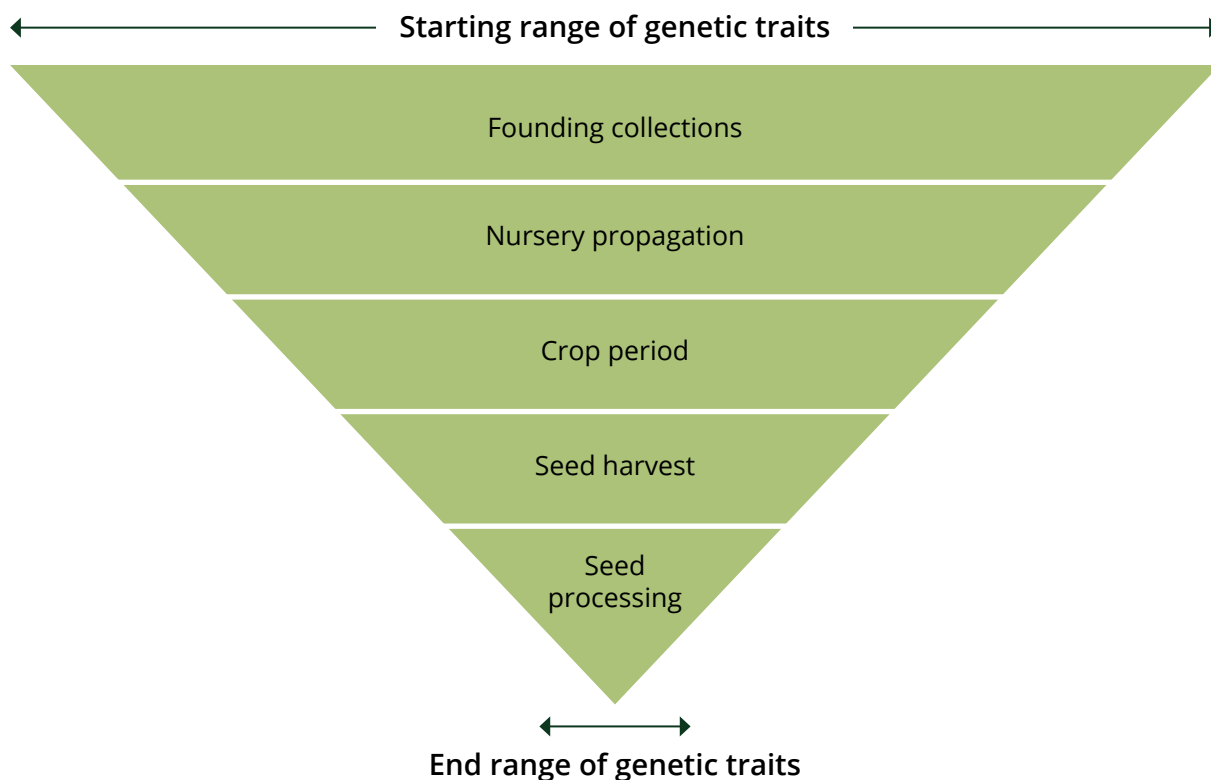 Starting range of genetic traits
Founding collections
Nursery propagation
Crop period
Seed harvest
Seed
processing
End range of genetic traits